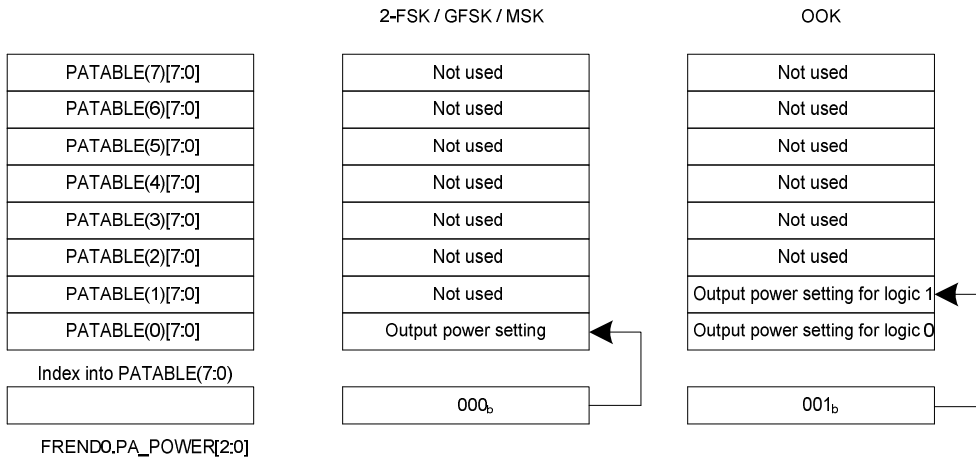 2-FSK / GFSK / MSK OOK
PATABLE(7)[7:0] Not used Not used
PATABLE(6)[7:0] Not used Not used
PATABLE(5)[7:0] Not used Not used
PATABLE(4)[7:0] Not used Not used
PATABLE(3)[7:0] Not used Not used
PATABLE(2)[7:0] Not used Not used
PATABLE(1)[7:0] Not used Output power setting for logic 1
PATABLE(0)[7:0] Output power setting Output power setting for logic 0
Index into PATABLE(7:0)
000b 001b
FREND0.PA_POWER[2:0]